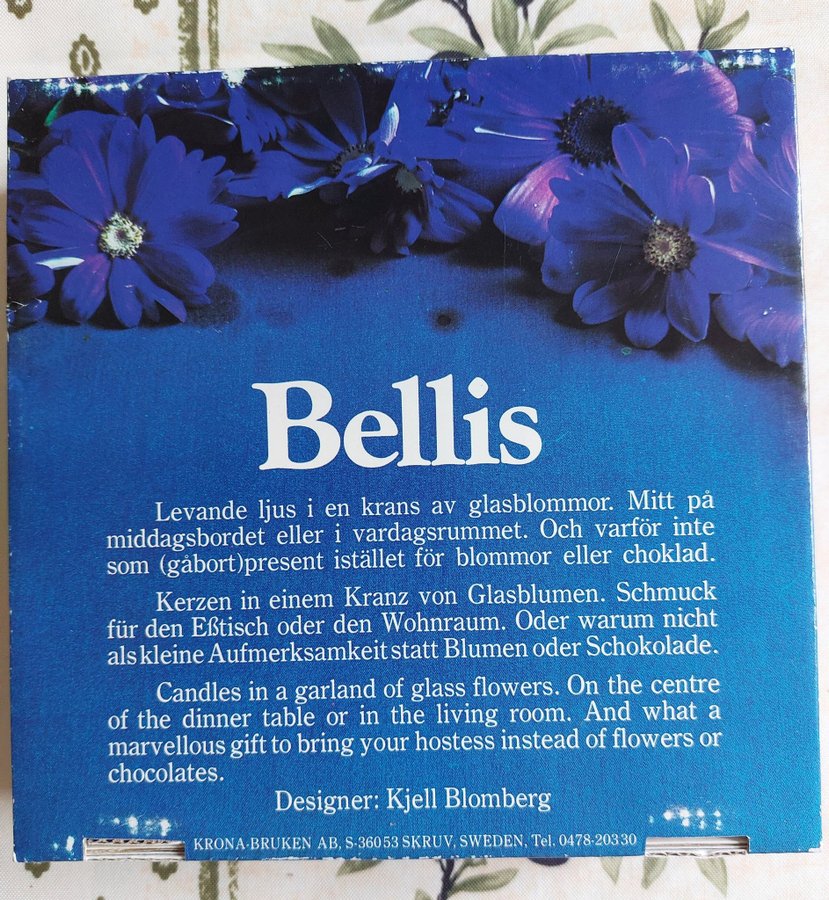 Bellis
Levande ljus i en krans av glasblommor. Mitt på
middagsbordet eller i vardagsrummet. Och varför inte
som (gåbort)present istället för blommor eller choklad.
Kerzen in einem Kranz von Glasblumen. Schmuck
für den Eßtisch oder den Wohnraum. Oder warum nicht
als kleine Aufmerksamkeit statt Blumen oder Schokolade.
Candles in a garland of glass flowers. On the centre
of the dinner table or in the living room. And what a
marvellous gift to bring your hostess instead of flowers or
chocolates.
Designer: Kjell Blomberg
KRONA-BRUKEN AB, S-360 53 SKRUV, SWEDEN, Tel. 0478-203 30